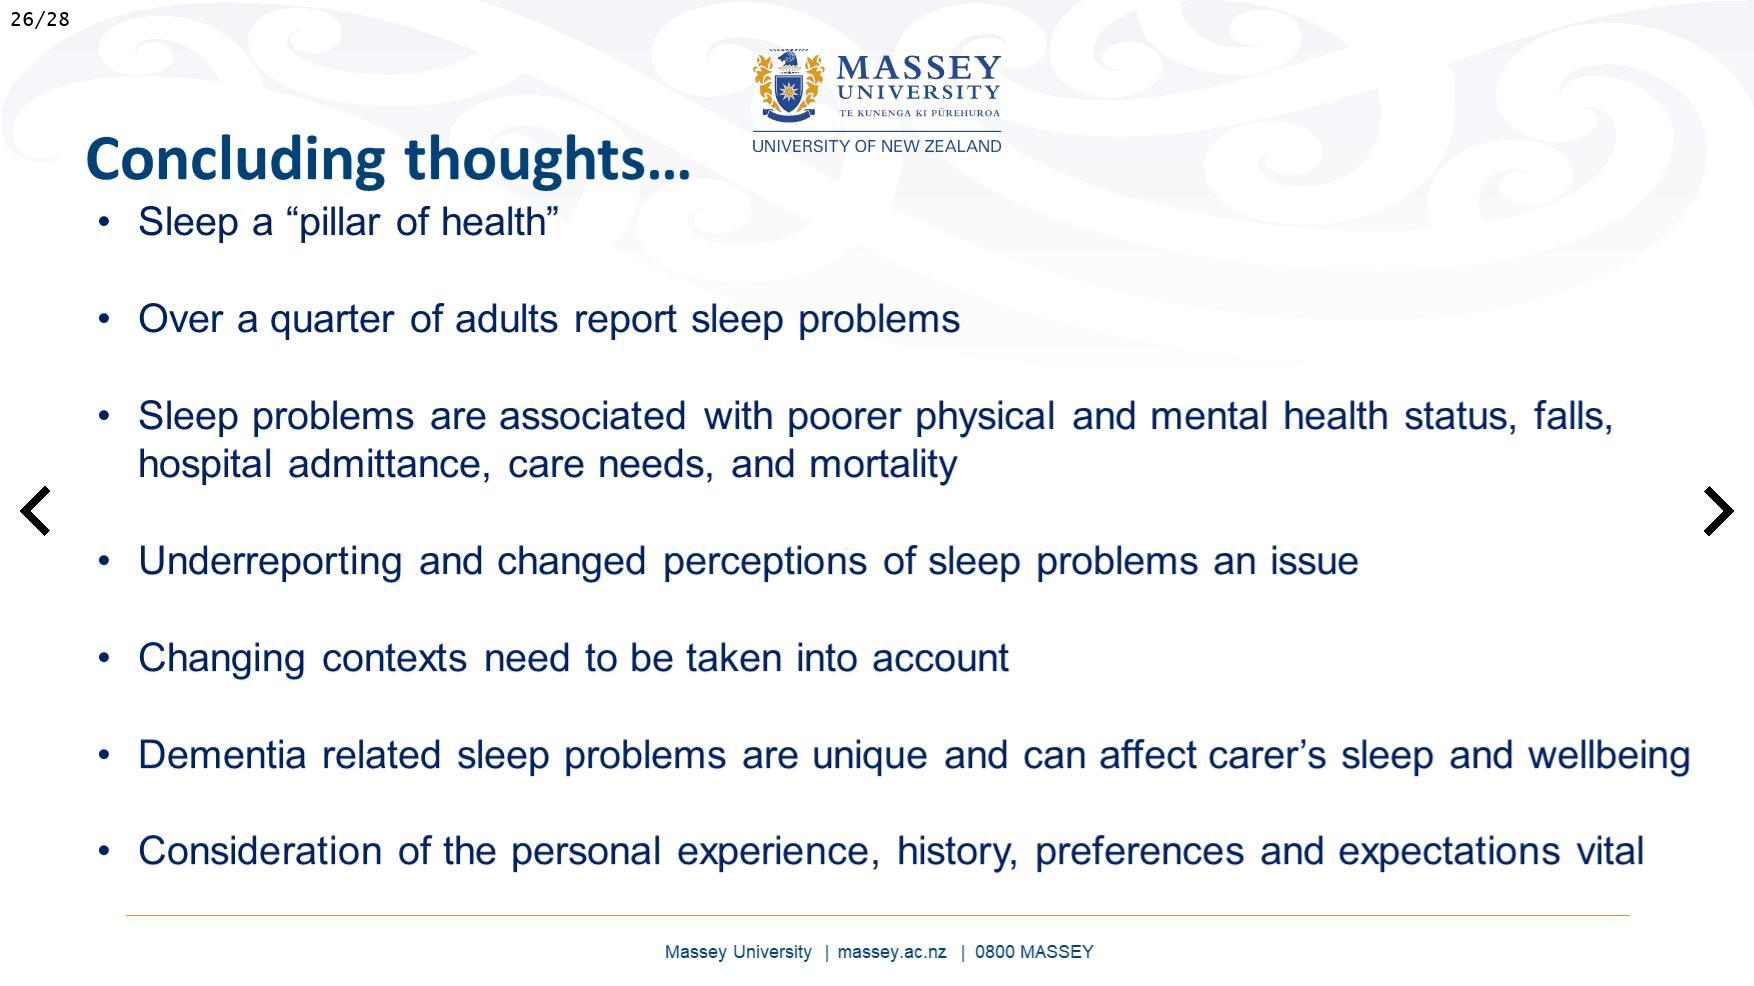 26/28
MASSEY
UNIVERSITY
TE KUNENGA KI PŪREHUROA
UNIVERSITY OF NEW ZEALAND
Concluding thoughts…
• Sleep a “pillar of health”
• Over a quarter of adults report sleep problems
• Sleep problems are associated with poorer physical and mental health status, falls,
hospital admittance, care needs, and mortality
• Underreporting and changed perceptions of sleep problems an issue
• Changing contexts need to be taken into account
• Dementia related sleep problems are unique and can affect carer’s sleep and wellbeing
• Consideration of the personal experience, history, preferences and expectations vital
Massey University | massey.ac.nz | 0800 MASSEY